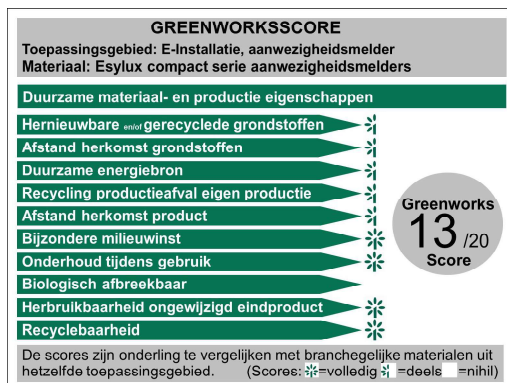 GREENWORKSSCORE
Toepassingsgebied: E-Installatie, aanwezigheidsmelder
Materiaal: Esylux compact serie aanwezigheidsmelders
Duurzame materiaal- en productie eigenschappen
Hernieuwbare en/of gerecyclede grondstoffen
Afstand herkomst grondstoffen
Duurzame energiebron
Recycling productieafval eigen productie
Afstand herkomst product
Bijzondere milieuwinst
Onderhoud tijdens gebruik
Biologisch afbreekbaar
Herbruikbaarheid ongewijzigd eindproduct
Recyclebaarheid
Greenworks
13 /20
Score
De scores zijn onderling te vergelijken met branchegelijke materialen uit
hetzelfde toepassingsgebied. (Scores: =volledig =deels =nihil)